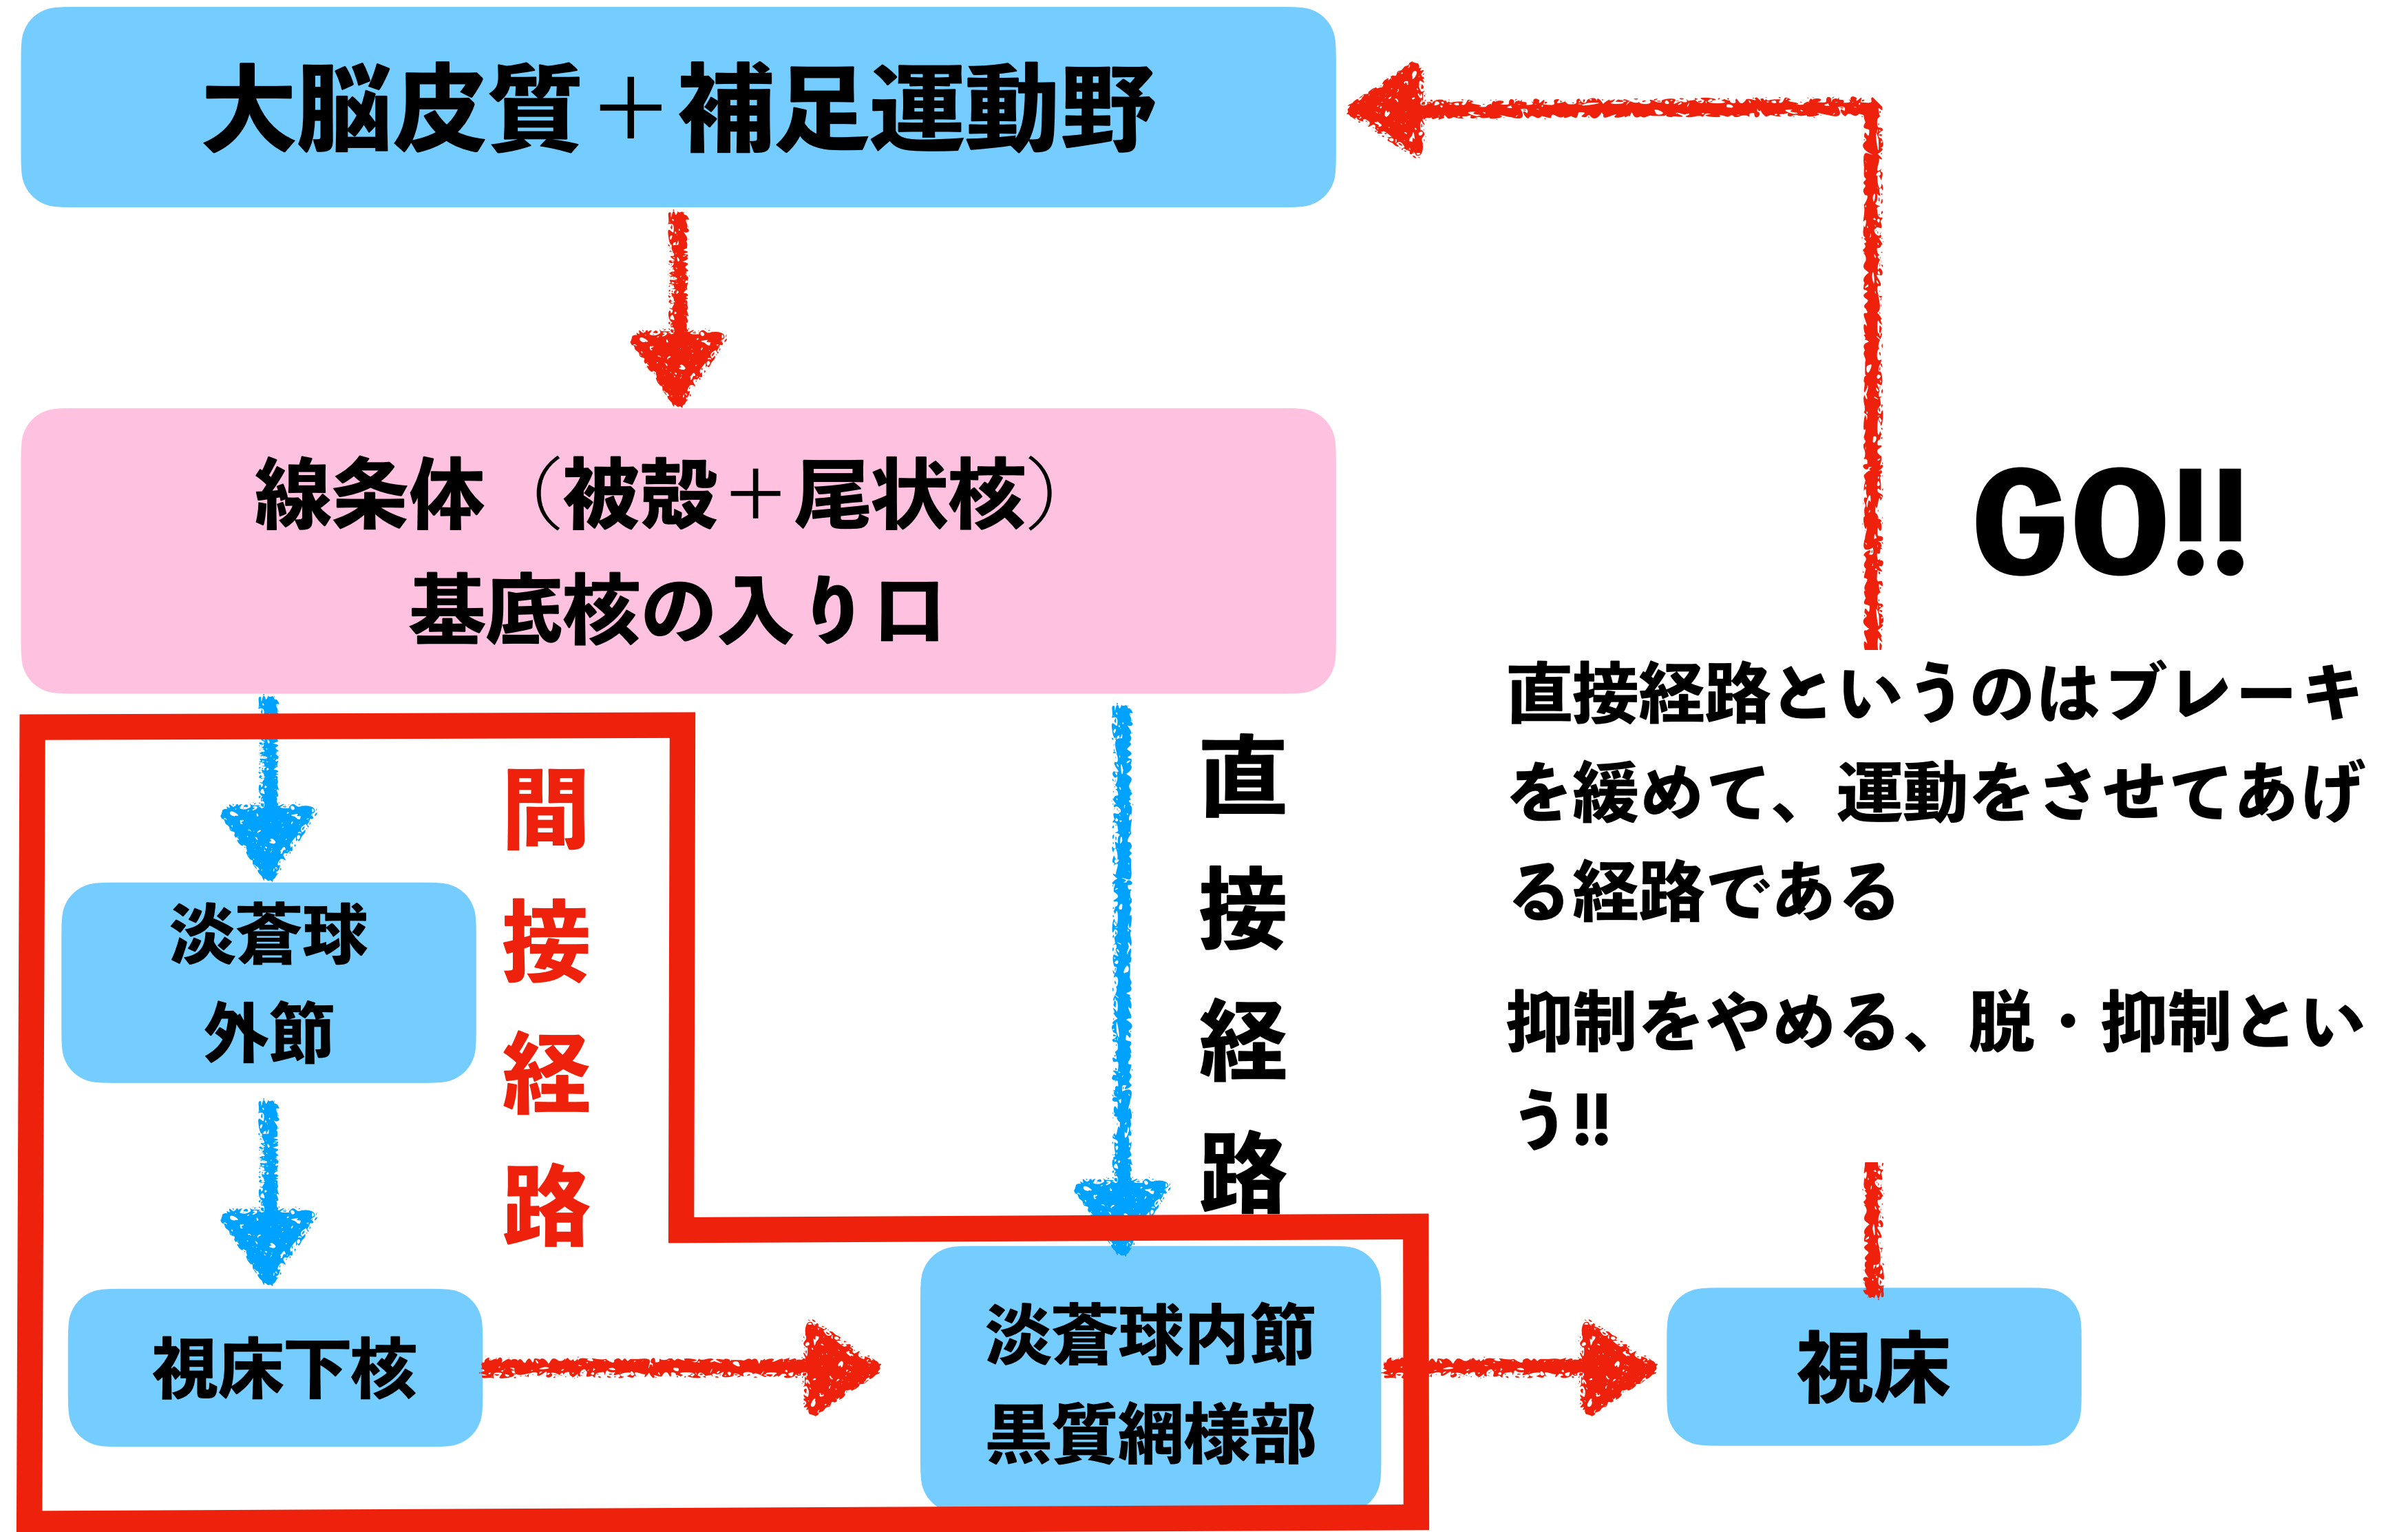 大脳皮質＋補足運動野
線条体（被殻＋尾状核）
基底核の入り口
間接経路
直接経路
GO!!
直接経路というのはブレーキ
を緩めて、運動をさせてあげ
る経路である
抑制をやめる、脱・抑制とい
う!!
淡蒼球
外節
視床下核
淡蒼球内節
黒質網様部
視床